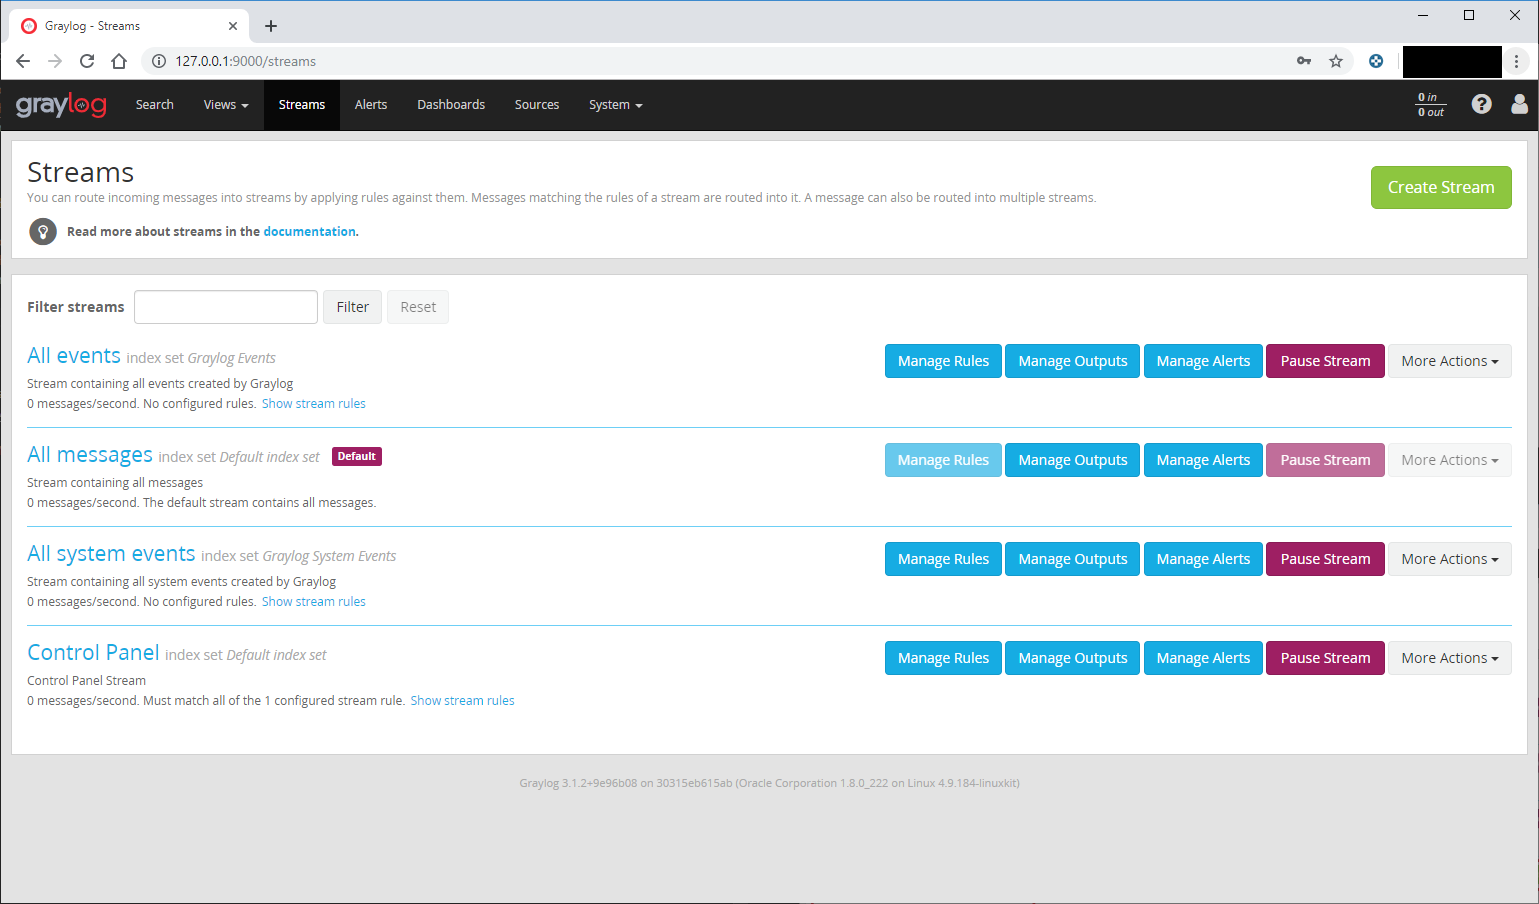 Graylog - Streams
127.0.0.1:9000/streams
graylog Search Views Streams Alerts Dashboards Sources System 0 in
0 out
Streams
You can route incoming messages into streams by applying rules against them. Messages matching the rules of a stream are routed into it. A message can also be routed into multiple streams.
Create Stream
Read more about streams in the documentation.
Filter streams Filter Reset
All events index set Graylog Events
Manage Rules Manage Outputs Manage Alerts Pause Stream More Actions
Stream containing all events created by Graylog
0 messages/second. No configured rules. Show stream rules
All messages index set Default index set Default
Manage Rules Manage Outputs Manage Alerts Pause Stream More Actions
Stream containing all messages
0 messages/second. The default stream contains all messages.
All system events index set Graylog System Events
Manage Rules Manage Outputs Manage Alerts Pause Stream More Actions
Stream containing all system events created by Graylog
0 messages/second. No configured rules. Show stream rules
Control Panel index set Default index set
Manage Rules Manage Outputs Manage Alerts Pause Stream More Actions
Control Panel Stream
0 messages/second. Must match all of the 1 configured stream rule. Show stream rules
Graylog 3.1.2+9e96b08 on 30315eb615ab (Oracle Corporation 1.8.0_222 on Linux 4.9.184-linuxkit)